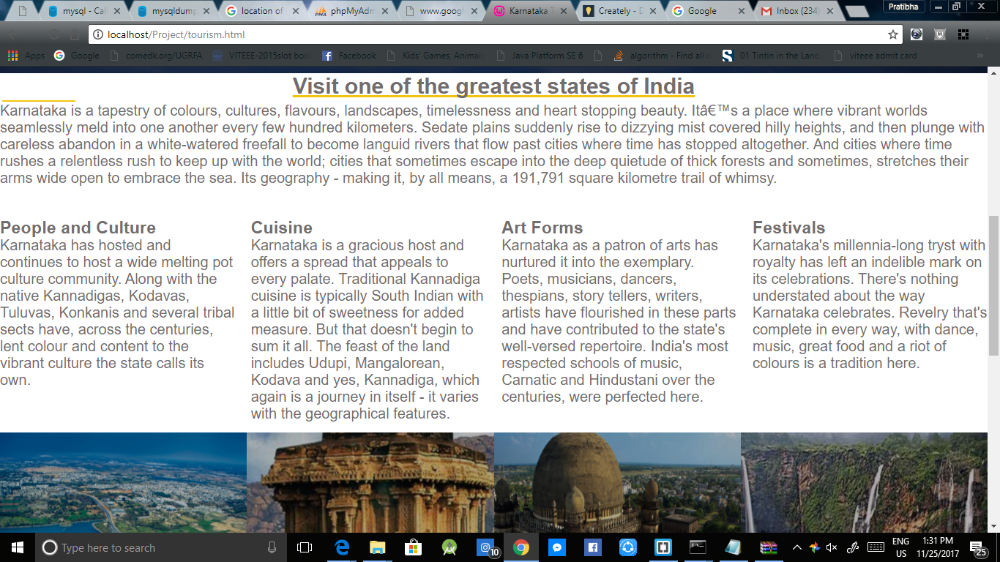 mysql - Cal
mysqldump
location of
phpMyAdm
www.googl
Karnataka T
Creately - D
Google
Inbox (234)
Pratibha
localhost/Project/tourism.html
Apps
Google
comedk.org/UGRFA
VITEEE-2015slot boo
Facebook
Kids' Games, Animal
Java Platform SE 6
algorithm - Find all c
01 Tintin in the Land
viteee admit card
»
Visit one of the greatest states of India
Karnataka is a tapestry of colours, cultures, flavours, landscapes, timelessness and heart stopping beauty. Itâ€™s a place where vibrant worlds
seamlessly meld into one another every few hundred kilometers. Sedate plains suddenly rise to dizzying mist covered hilly heights, and then plunge with
careless abandon in a white-watered freefall to become languid rivers that flow past cities where time has stopped altogether. And cities where time
rushes a relentless rush to keep up with the world; cities that sometimes escape into the deep quietude of thick forests and sometimes, stretches their
arms wide open to embrace the sea. Its geography - making it, by all means, a 191,791 square kilometre trail of whimsy.
People and Culture
Karnataka has hosted and
continues to host a wide melting pot
culture community. Along with the
native Kannadigas, Kodavas,
Tuluvas, Konkanis and several tribal
sects have, across the centuries,
lent colour and content to the
vibrant culture the state calls its
own.
Cuisine
Karnataka is a gracious host and
offers a spread that appeals to
every palate. Traditional Kannadiga
cuisine is typically South Indian with
a little bit of sweetness for added
measure. But that doesn't begin to
sum it all. The feast of the land
includes Udupi, Mangalorean,
Kodava and yes, Kannadiga, which
again is a journey in itself - it varies
with the geographical features.
Art Forms
Karnataka as a patron of arts has
nurtured it into the exemplary.
Poets, musicians, dancers,
thespians, story tellers, writers,
artists have flourished in these parts
and have contributed to the state's
well-versed repertoire. India's most
respected schools of music,
Carnatic and Hindustani over the
centuries, were perfected here.
Festivals
Karnataka's millennia-long tryst with
royalty has left an indelible mark on
its celebrations. There's nothing
understated about the way
Karnataka celebrates. Revelry that's
complete in every way, with dance,
music, great food and a riot of
colours is a tradition here.
Type here to search
10
ENG
US
1:31 PM
11/25/2017
25